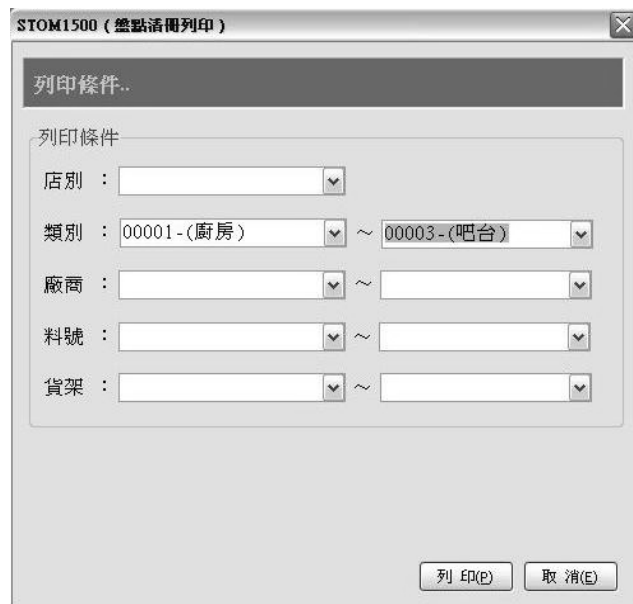 STOM1500 ( 盤點清冊列印 )
列印條件..
列印條件
店別 :
類別 : 00001-(廚房) ~ 00003-(吧台)
廠商 : ~
料號 : ~
貨架 : ~
列 印(P) 取 消(E)